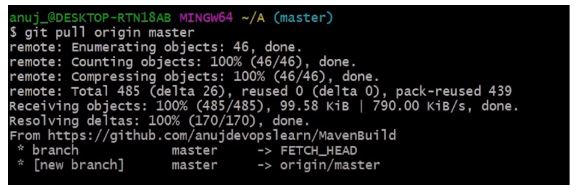 anuj_@DESKTOP-RTN18AB MINGW64 ~/A (master)
$ git pull origin master
remote: Enumerating objects: 46, done.
remote: Counting objects: 100% (46/46), done.
remote: Compressing objects: 100% (46/46), done.
remote: Total 485 (delta 26), reused 0 (delta 0), pack-reused 439
Receiving objects: 100% (485/485), 99.58 KiB | 790.00 KiB/s, done.
Resolving deltas: 100% (170/170), done.
From https://github.com/anujdevopslearn/MavenBuild
 * branch            master     -> FETCH_HEAD
 * [new branch]      master     -> origin/master